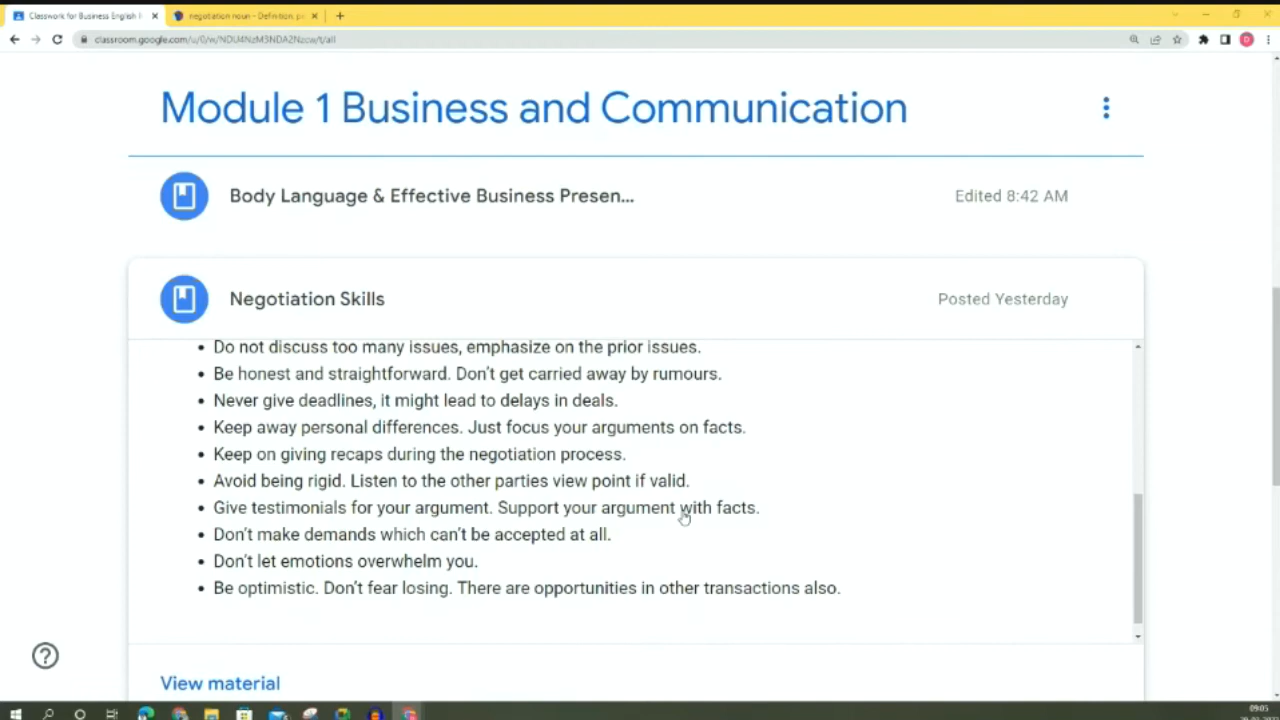 Classwork for Business English
negotiation noun - Definition, p
classroom.google.com/u/0/w/NDU4NzM3NDA2Nzcw/t/all
Module 1 Business and Communication
Body Language & Effective Business Presen...
Edited 8:42 AM
Negotiation Skills
Posted Yesterday
• Do not discuss too many issues, emphasize on the prior issues.
• Be honest and straightforward. Don't get carried away by rumours.
• Never give deadlines, it might lead to delays in deals.
• Keep away personal differences. Just focus your arguments on facts.
• Keep on giving recaps during the negotiation process.
• Avoid being rigid. Listen to the other parties view point if valid.
• Give testimonials for your argument. Support your argument with facts.
• Don't make demands which can't be accepted at all.
• Don't let emotions overwhelm you.
• Be optimistic. Don't fear losing. There are opportunities in other transactions also.
View material
09:05